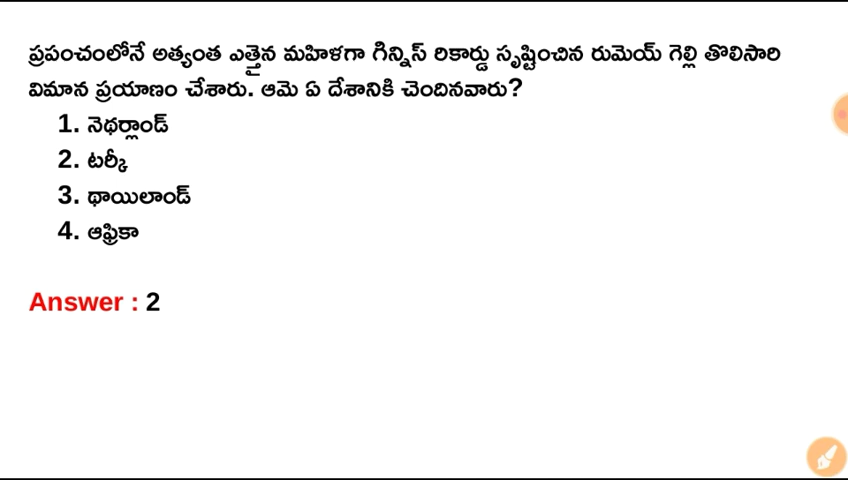 ప్రపంచంలోనే అత్యంత ఎత్తైన మహిళగా గిన్నిస్ రికార్డు సృష్టించిన రుమెయ్ గెల్లి తొలిసారి
విమాన ప్రయాణం చేశారు. ఆమె ఏ దేశానికి చెందినవారు?
1. నెథర్లాండ్
2. టర్కీ
3. థాయిలాండ్
4. ఆఫ్రికా
Answer : 2